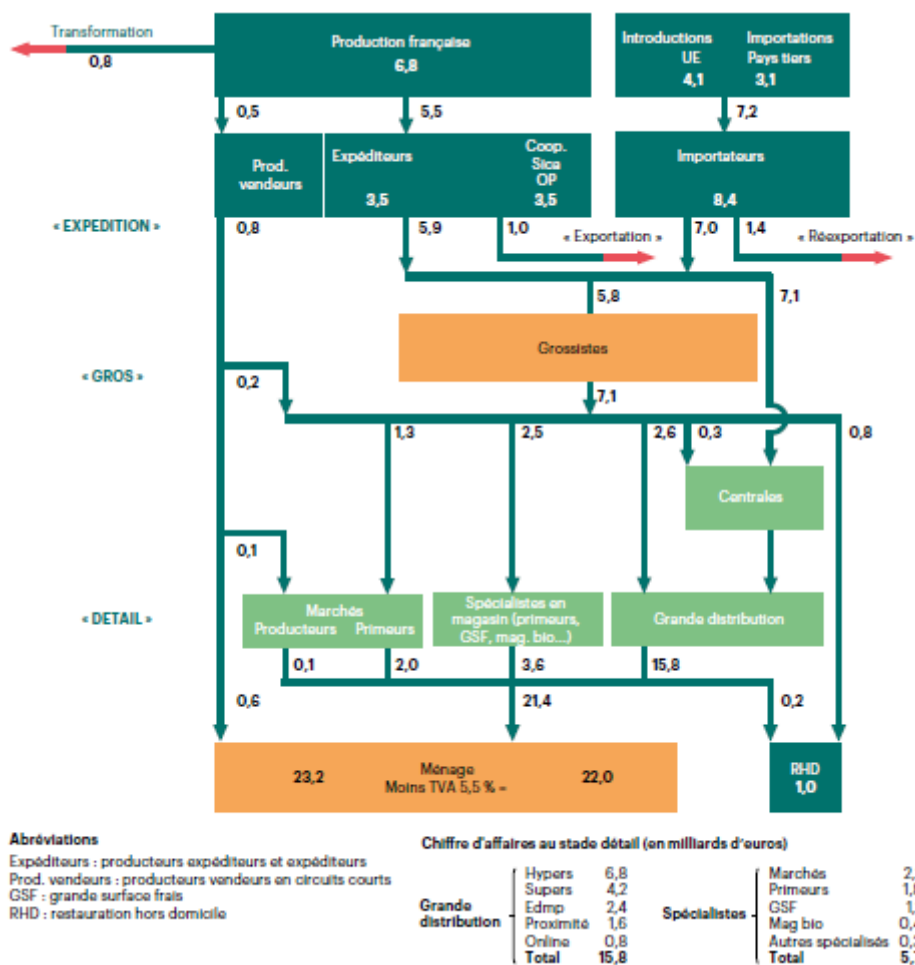 Transformation
0,8
Production française
6,8
Introductions
UE
4,1
Importations
Pays tiers
3,1
0,5
5,5
7,2
Prod.
vendeurs
Expéditeurs
3,5
Coop.
Sica
OP
3,5
Importateurs
8,4
« EXPEDITION »
0,8
5,9
1,0
« Exportation »
7,0
1,4
« Réexportation »
5,8
7,1
Grossistes
« GROS »
0,2
7,1
1,3
2,5
2,6
0,3
0,8
Centrales
0,1
« DETAIL »
Marchés
Producteurs Primeurs
Spécialistes en
magasin (primeurs,
GSF, mag. bio...)
Grande distribution
0,1
2,0
3,6
15,8
0,6
21,4
0,2
23,2
Ménage
Moins TVA 5,5 % =
22,0
RHD
1,0
Abréviations
Expéditeurs : producteurs expéditeurs et expéditeurs
Prod. vendeurs : producteurs vendeurs en circuits courts
GSF : grande surface frais
RHD : restauration hors domicile
Chiffre d'affaires au stade détail (en milliards d'euros)
Grande
distribution
Hypers 6,8
Supers 4,2
Edmp 2,4
Proximité 1,6
Online 0,8
Total 15,8
Spécialistes
Marchés 2,
Primeurs 1,
GSF 1,
Mag bio 0,
Autres spécialisés 0,
Total 5,